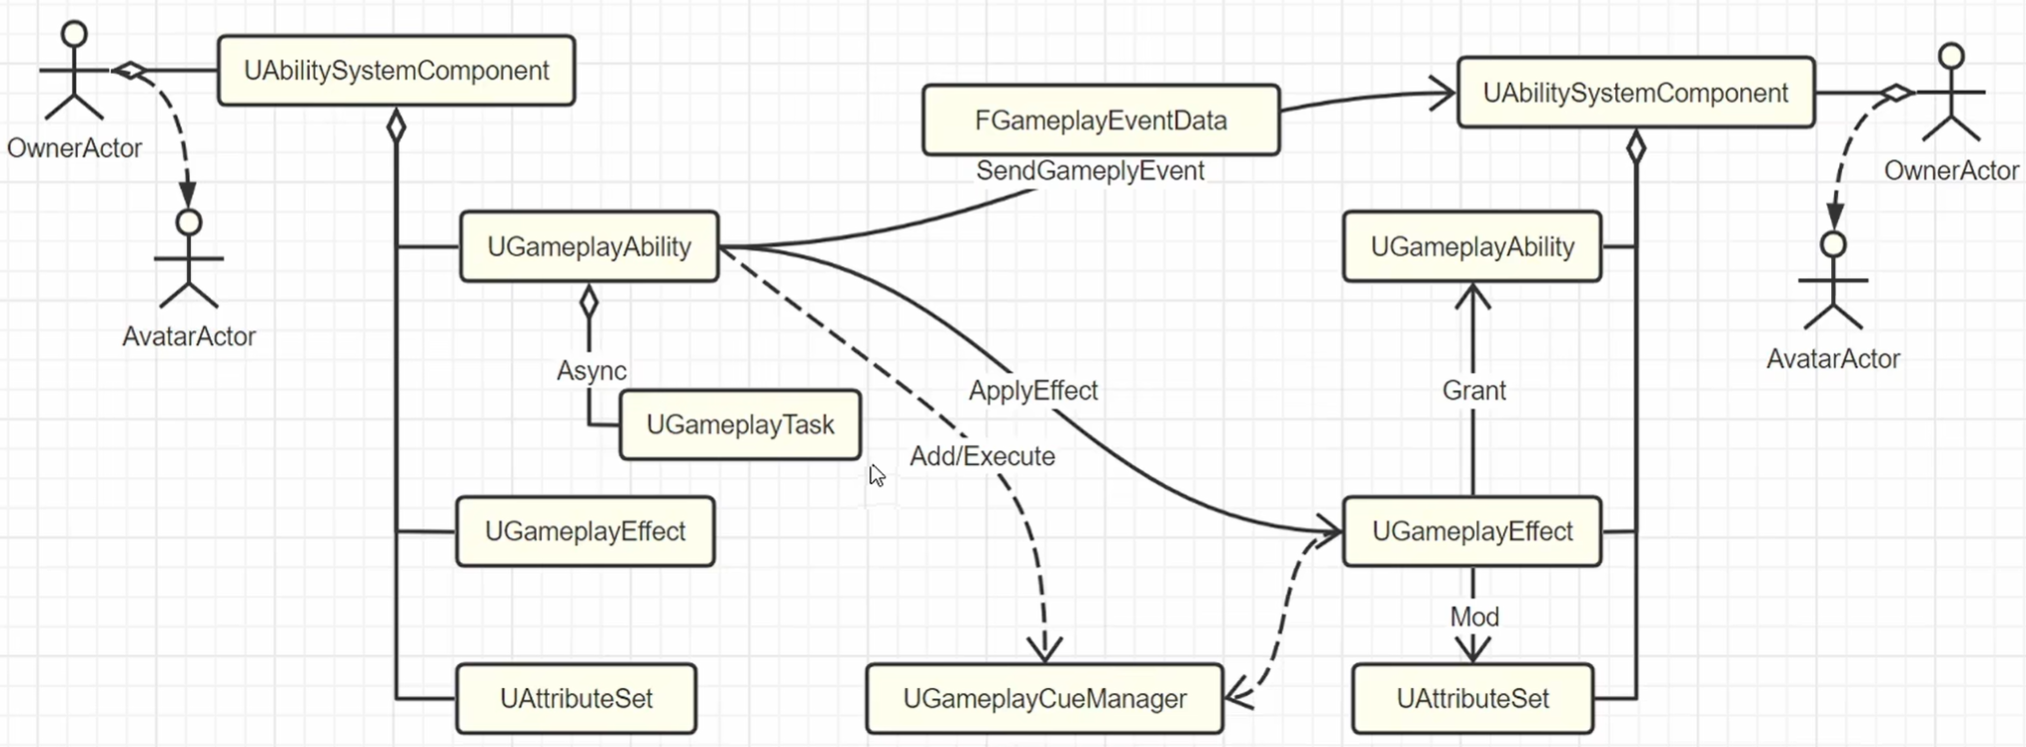 UAbilitySystemComponent
OwnerActor
AvatarActor
FGameplayEventData
SendGameplyEvent
UAbilitySystemComponent
OwnerActor
AvatarActor
UGameplayAbility
UGameplayAbility
Async
UGameplayTask
ApplyEffect
Add/Execute
Grant
UGameplayEffect
UGameplayEffect
Mod
UAttributeSet
UGameplayCueManager
UAttributeSet